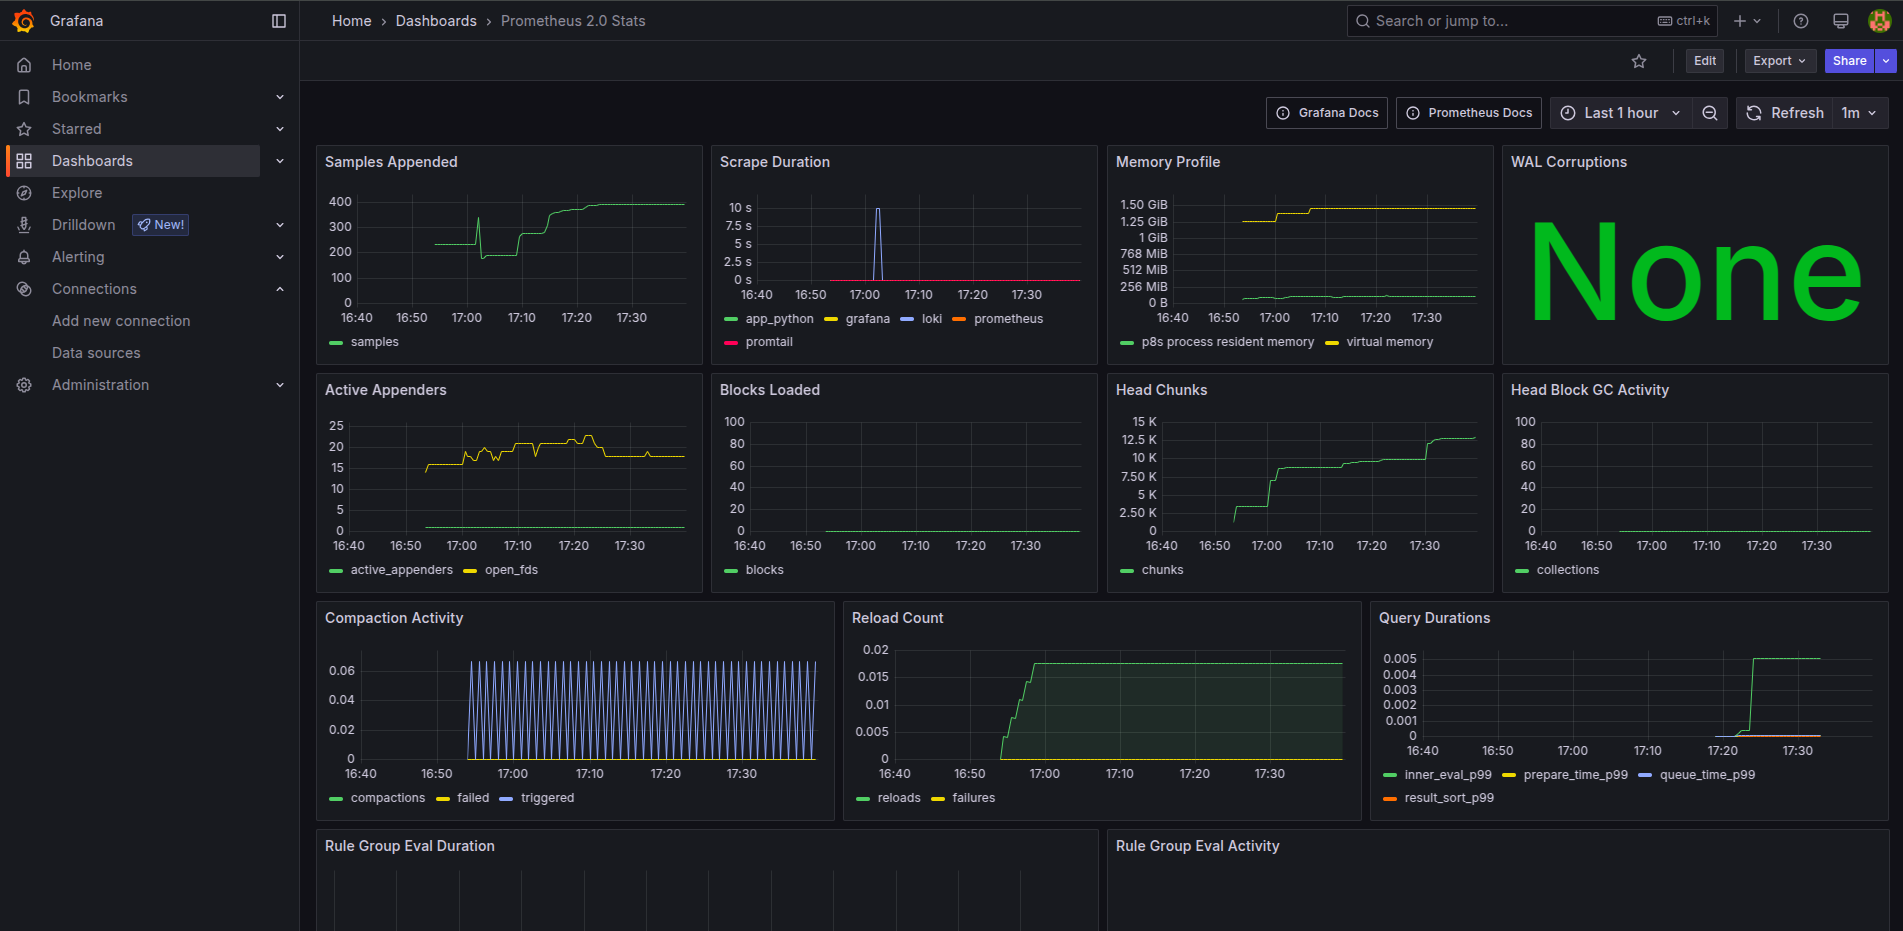 Grafana
Home › Dashboards › Prometheus 2.0 Stats
Search or jump to...
ctrl+k
Edit
Export
Share
Home
Bookmarks
Starred
Dashboards
Explore
Drilldown
New!
Alerting
Connections
Add new connection
Data sources
Administration
Grafana Docs
Prometheus Docs
Last 1 hour
Refresh
1m
Samples Appended
400
300
200
100
0
16:40 16:50 17:00 17:10 17:20 17:30
samples
Scrape Duration
10 s
7.5 s
5 s
2.5 s
0 s
16:40 16:50 17:00 17:10 17:20 17:30
app_python grafana loki prometheus
promtail
Memory Profile
1.50 GiB
1.25 GiB
1 GiB
768 MiB
512 MiB
256 MiB
0 B
16:40 16:50 17:00 17:10 17:20 17:30
p8s process resident memory virtual memory
WAL Corruptions
None
Active Appenders
25
20
15
10
5
0
16:40 16:50 17:00 17:10 17:20 17:30
active_appenders open_fds
Blocks Loaded
100
80
60
40
20
0
16:40 16:50 17:00 17:10 17:20 17:30
blocks
Head Chunks
15 K
12.5 K
10 K
7.50 K
5 K
2.50 K
0
16:40 16:50 17:00 17:10 17:20 17:30
chunks
Head Block GC Activity
100
80
60
40
20
0
16:40 16:50 17:00 17:10 17:20 17:30
collections
Compaction Activity
0.06
0.04
0.02
0
16:40 16:50 17:00 17:10 17:20 17:30
compactions failed triggered
Reload Count
0.02
0.015
0.01
0.005
0
16:40 16:50 17:00 17:10 17:20 17:30
reloads failures
Query Durations
0.005
0.004
0.003
0.002
0.001
0
16:40 16:50 17:00 17:10 17:20 17:30
inner_eval_p99 prepare_time_p99 queue_time_p99
result_sort_p99
Rule Group Eval Duration
Rule Group Eval Activity